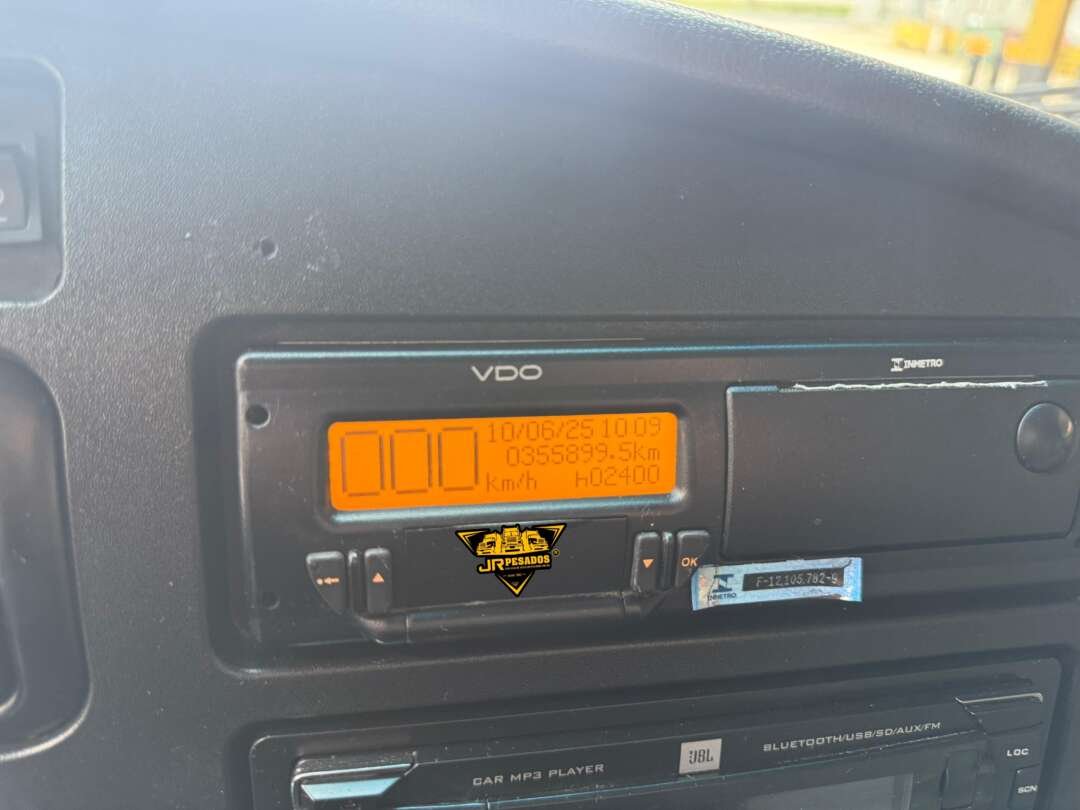 VDO
INMETRO
000
10/06/25 10 09
0355899.5km
km/h
h02400
JR PESADOS
OK
INMETRO
F-12.105.782-9
JBL
BLUETOOTH/USB/SD/AUX/FM
CAR MP3 PLAYER
LOC
SCN